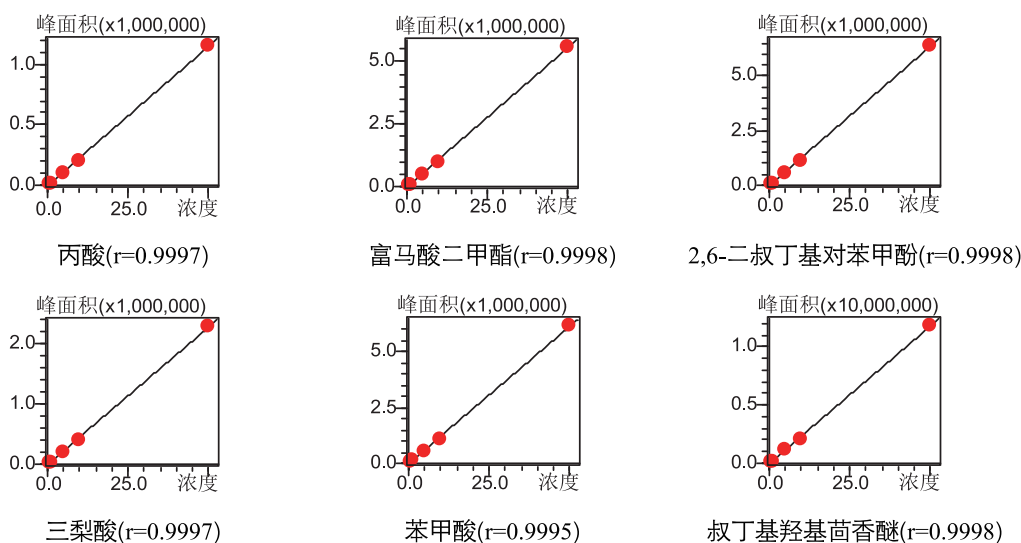 峰面积(x1,000,000)
1.0
0.5
0.0
0.0 25.0 浓度
丙酸(r=0.9997)
峰面积(x1,000,000)
5.0
2.5
0.0
0.0 25.0 浓度
富马酸二甲酯(r=0.9998)
峰面积(x1,000,000)
5.0
2.5
0.0
0.0 25.0 浓度
2,6-二叔丁基对苯甲酚(r=0.9998)
峰面积(x1,000,000)
2.0
1.0
0.0
0.0 25.0 浓度
三梨酸(r=0.9997)
峰面积(x1,000,000)
5.0
2.5
0.0
0.0 25.0 浓度
苯甲酸(r=0.9995)
峰面积(x10,000,000)
1.0
0.5
0.0
0.0 25.0 浓度
叔丁基羟基茴香醚(r=0.9998)